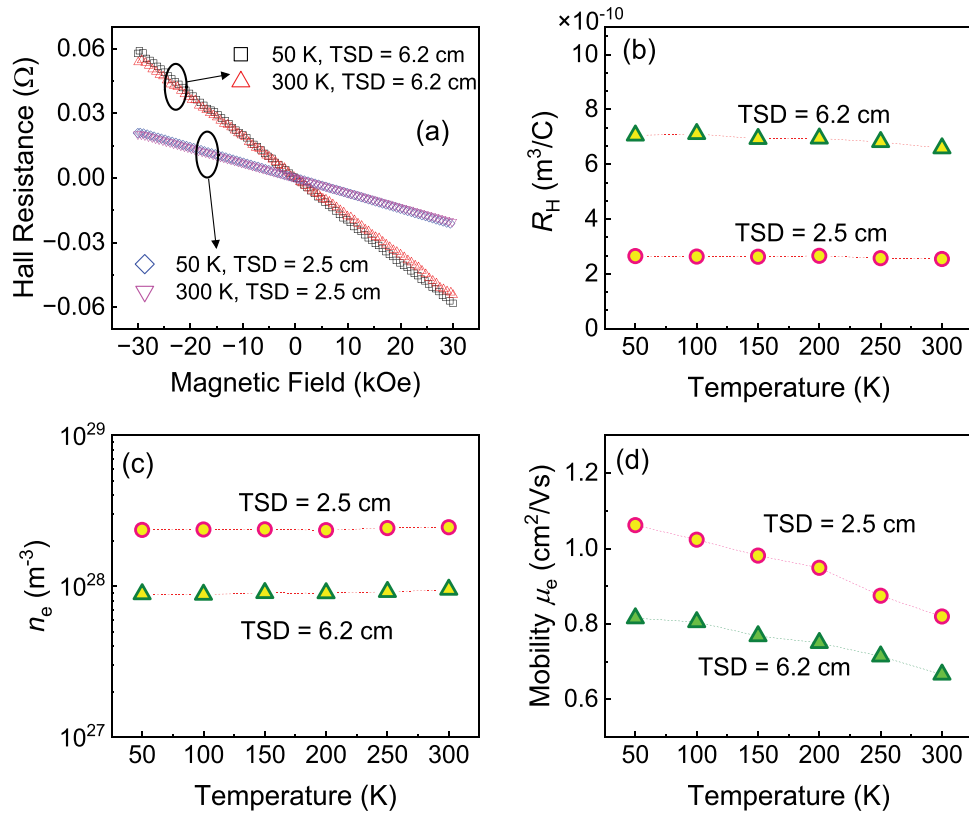 0.06
0.03
0.00
−0.03
−0.06
Hall Resistance (Ω)
50 K, TSD = 6.2 cm
300 K, TSD = 6.2 cm
(a)
50 K, TSD = 2.5 cm
300 K, TSD = 2.5 cm
−30 −20 −10 0 10 20 30
Magnetic Field (kOe)
×10⁻¹⁰
(b)
10
8
6
4
2
0
R_H (m³/C)
TSD = 6.2 cm
TSD = 2.5 cm
50 100 150 200 250 300
Temperature (K)
(c)
10²⁹
10²⁸
10²⁷
nₑ (m⁻³)
TSD = 2.5 cm
TSD = 6.2 cm
50 100 150 200 250 300
Temperature (K)
(d)
1.2
1.0
0.8
0.6
Mobility μₑ (cm²/Vs)
TSD = 2.5 cm
TSD = 6.2 cm
50 100 150 200 250 300
Temperature (K)